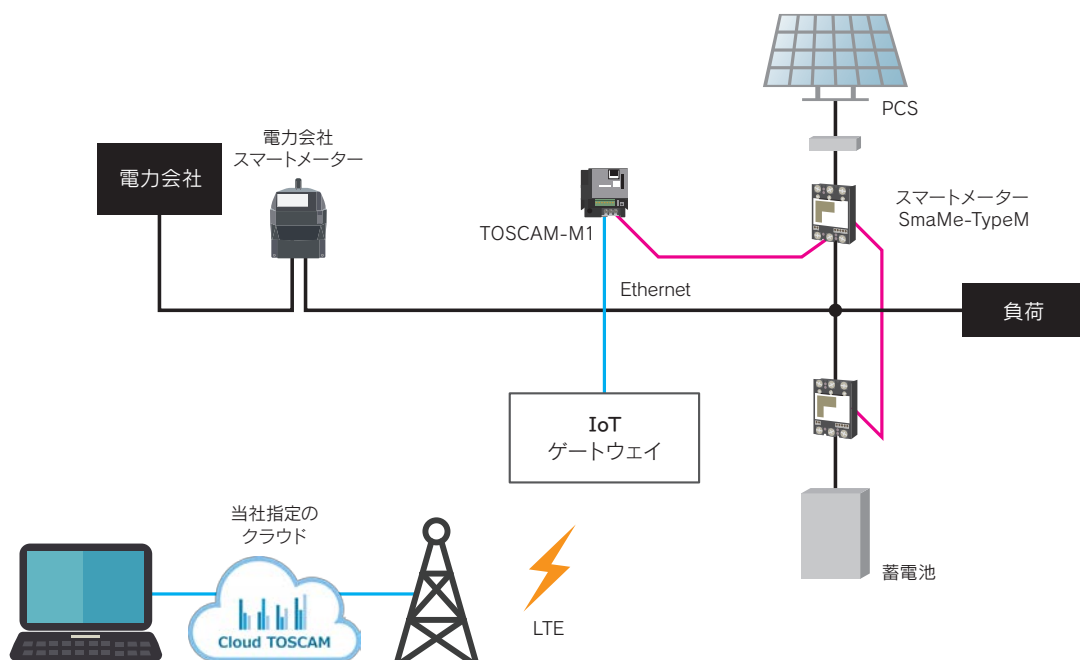 PCS
電力会社
スマートメーター
電力会社
スマートメーター
SmaMe-TypeM
TOSCAM-M1
Ethernet
負荷
IoT
ゲートウェイ
当社指定の
クラウド
Cloud TOSCAM
LTE
蓄電池